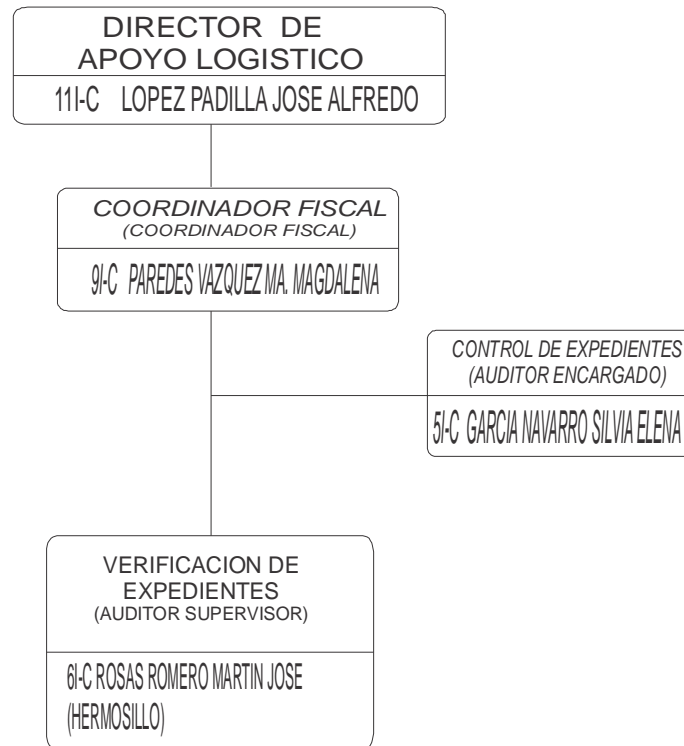 DIRECTOR DE
APOYO LOGISTICO
11I-C LOPEZ PADILLA JOSE ALFREDO
COORDINADOR FISCAL
(COORDINADOR FISCAL)
9I-C PAREDES VAZQUEZ MA. MAGDALENA
CONTROL DE EXPEDIENTES
(AUDITOR ENCARGADO)
5I-C GARCIA NAVARRO SILVIA ELENA
VERIFICACION DE
EXPEDIENTES
(AUDITOR SUPERVISOR)
6I-C ROSAS ROMERO MARTIN JOSE
(HERMOSILLO)